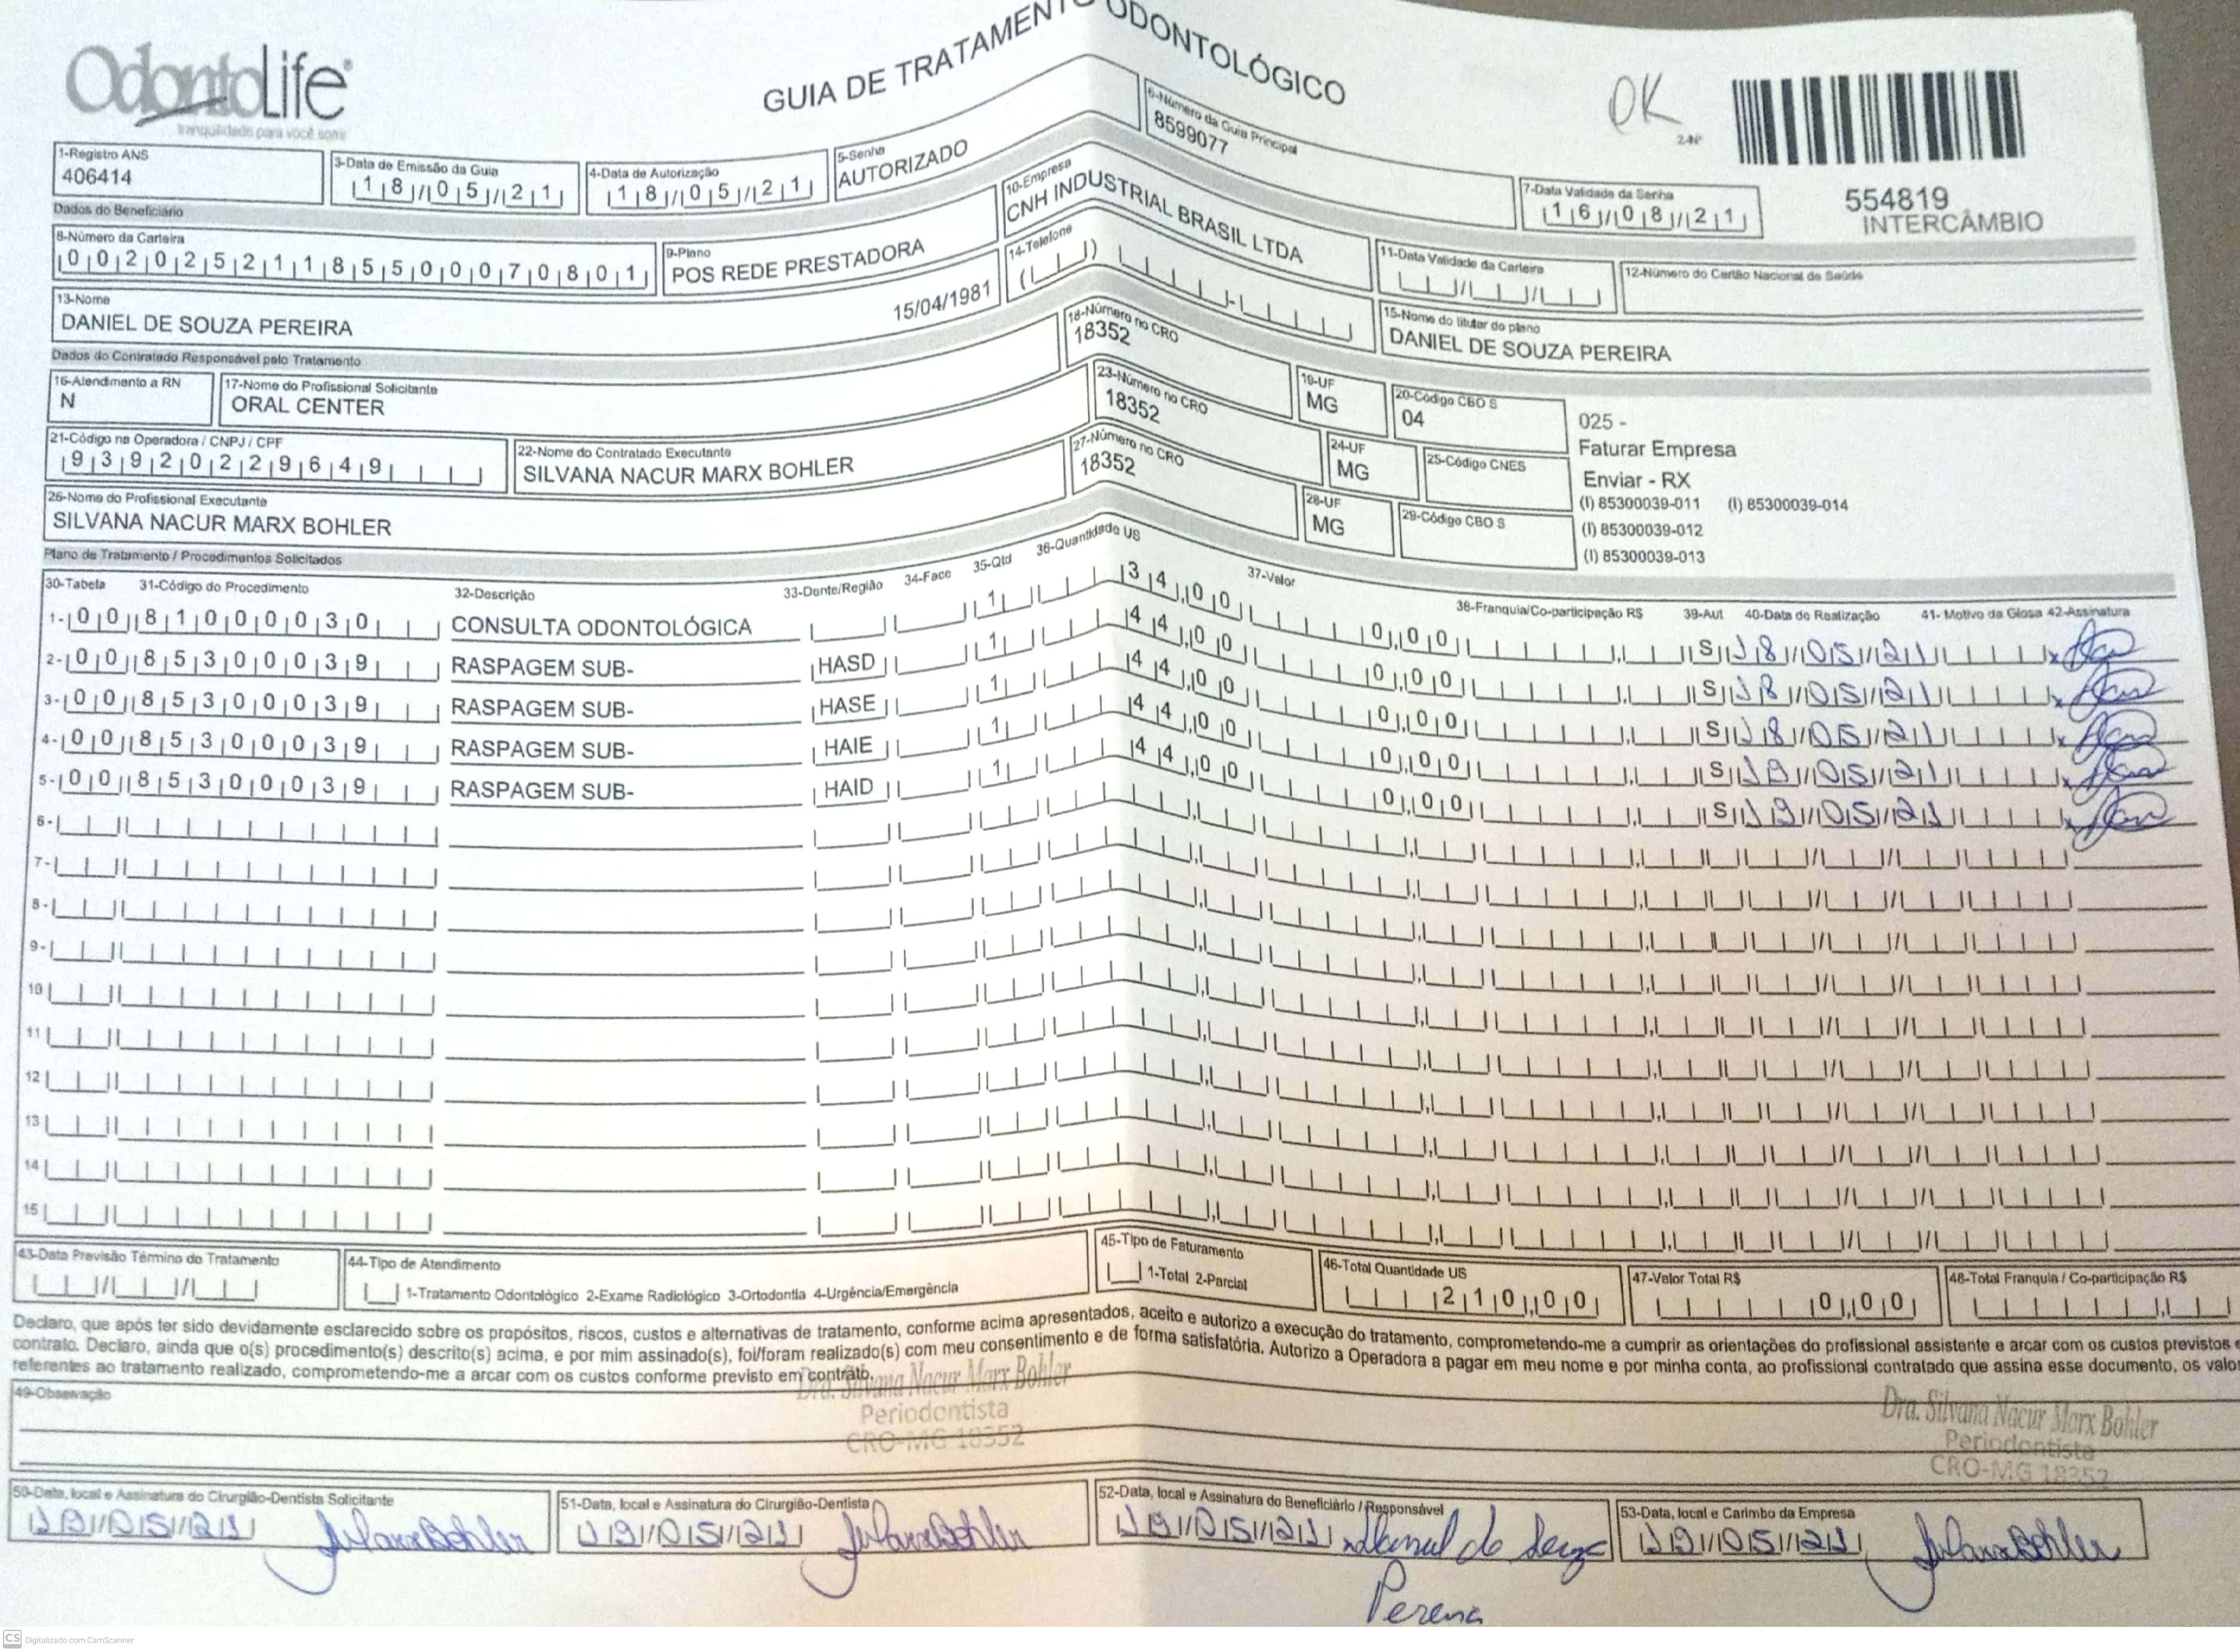 OdontoLife®
tranquilidade para você sorrir
GUIA DE TRATAMENTO ODONTOLÓGICO
OK
2-Nº
554819
INTERCÂMBIO
1-Registro ANS
406414
3-Data de Emissão da Guia
18/05/21
4-Data de Autorização
18/05/21
5-Senha
AUTORIZADO
6-Número da Guia Principal
8599077
7-Data Validade da Senha
16/08/21
Dados do Beneficiário
8-Número da Carteira
00202521185500070801
9-Plano
POS REDE PRESTADORA
10-Empresa
CNH INDUSTRIAL BRASIL LTDA
11-Data Validade da Carteira
12-Número do Cartão Nacional de Saúde
13-Nome
DANIEL DE SOUZA PEREIRA
15/04/1981
14-Telefone
15-Nome do titular do plano
DANIEL DE SOUZA PEREIRA
Dados do Contratado Responsável pelo Tratamento
16-Atendimento a RN
N
17-Nome do Profissional Solicitante
ORAL CENTER
18-Número no CRO
18352
19-UF
MG
20-Código CBO S
04
21-Código na Operadora / CNPJ / CPF
93920229649
22-Nome do Contratado Executante
SILVANA NACUR MARX BOHLER
23-Número no CRO
18352
24-UF
MG
25-Código CNES
26-Nome do Profissional Executante
SILVANA NACUR MARX BOHLER
27-Número no CRO
18352
28-UF
MG
29-Código CBO S
025 -
Faturar Empresa
Enviar - RX
(I) 85300039-011 (I) 85300039-014
(I) 85300039-012
(I) 85300039-013
Plano de Tratamento / Procedimentos Solicitados
30-Tabela 31-Código do Procedimento 32-Descrição 33-Dente/Região 34-Face 35-Qtd 36-Quantidade US 37-Valor 38-Franquia/Co-participação R$ 39-Aut 40-Data de Realização 41- Motivo da Glosa 42-Assinatura
1- 00 81000030 CONSULTA ODONTOLÓGICA 1 34,00 0,00 S 18/05/21
2- 00 85300039 RASPAGEM SUB- HASD 1 44,00 0,00 S 18/05/21
3- 00 85300039 RASPAGEM SUB- HASE 1 44,00 0,00 S 18/05/21
4- 00 85300039 RASPAGEM SUB- HAIE 1 44,00 0,00 S 19/05/21
5- 00 85300039 RASPAGEM SUB- HAID 1 44,00 0,00 S 19/05/21
6-
7-
8-
9-
10
11
12
13
14
15
43-Data Previsão Término do Tratamento
44-Tipo de Atendimento
1-Tratamento Odontológico 2-Exame Radiológico 3-Ortodontia 4-Urgência/Emergência
45-Tipo de Faturamento
1-Total 2-Parcial
46-Total Quantidade US
210,00
47-Valor Total R$
0,00
48-Total Franquia / Co-participação R$
Declaro, que após ter sido devidamente esclarecido sobre os propósitos, riscos, custos e alternativas de tratamento, conforme acima apresentados, aceito e autorizo a execução do tratamento, comprometendo-me a cumprir as orientações do profissional assistente e arcar com os custos previstos
contrato. Declaro, ainda que o(s) procedimento(s) descrito(s) acima, e por mim assinado(s), foi/foram realizado(s) com meu consentimento e de forma satisfatória. Autorizo a Operadora a pagar em meu nome e por minha conta, ao profissional contratado que assina esse documento, os valo
referentes ao tratamento realizado, comprometendo-me a arcar com os custos conforme previsto em contrato.
49-Observação
Dra. Silvana Nacur Marx Bohler
Periodontista
CRO-MG 18352
Dra. Silvana Nacur Marx Bohler
Periodontista
CRO-MG 18352
50-Data, local e Assinatura do Cirurgião-Dentista Solicitante
19/05/21
51-Data, local e Assinatura do Cirurgião-Dentista
19/05/21
52-Data, local e Assinatura do Beneficiário / Responsável
19/05/21 Daniel de Souza
Pereira
53-Data, local e Carimbo da Empresa
19/05/21
CS Digitalizado com CamScanner